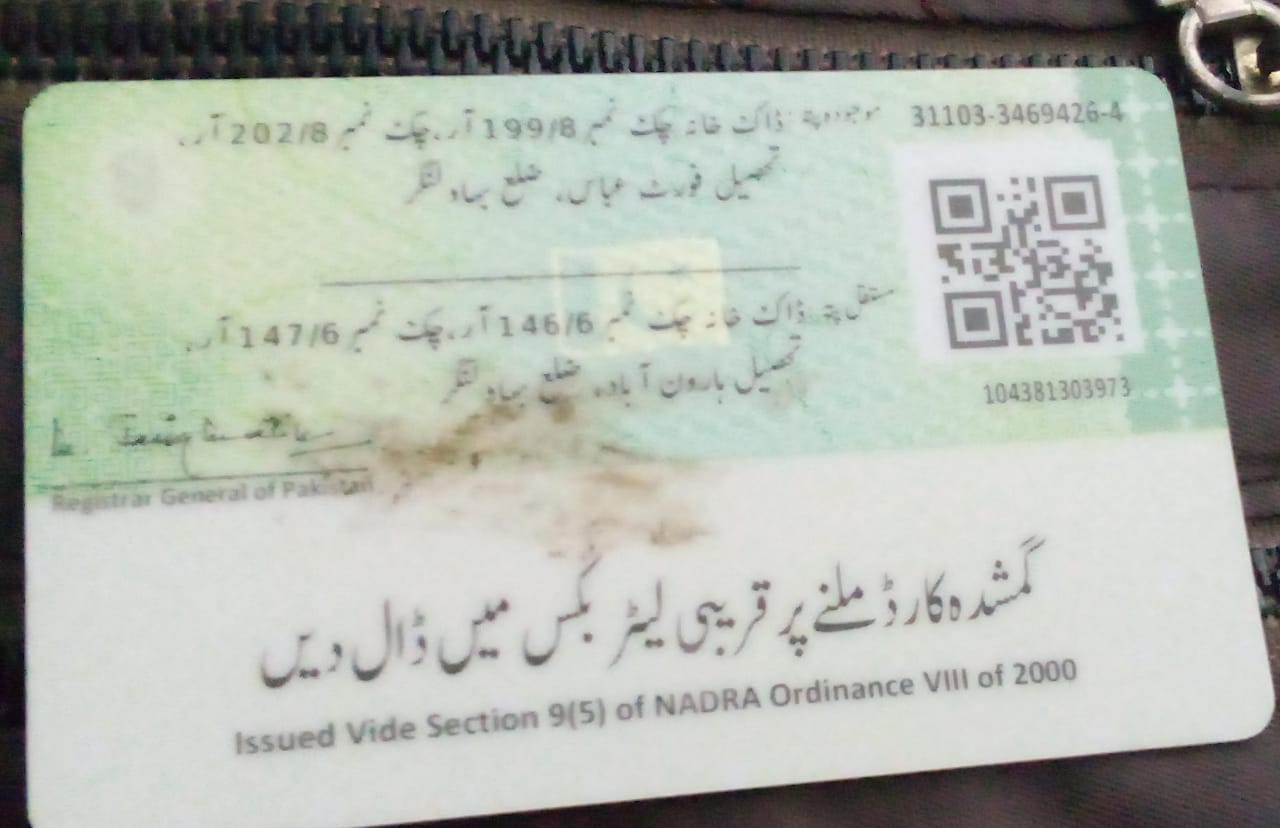 31103-3469426-4
موجودہ پتہ: ڈاک خانہ چک نمبر 199/8 آر، چک نمبر 202/8 آر،
تحصیل فورٹ عباس، ضلع بہاولنگر
مستقل پتہ: ڈاک خانہ چک نمبر 146/6 آر، چک نمبر 147/6 آر،
تحصیل ہارون آباد، ضلع بہاولنگر
104381303973
Registrar General of Pakistan
گمشدہ کارڈ ملنے پر قریبی لیٹر بکس میں ڈال دیں
Issued Vide Section 9(5) of NADRA Ordinance VIII of 2000